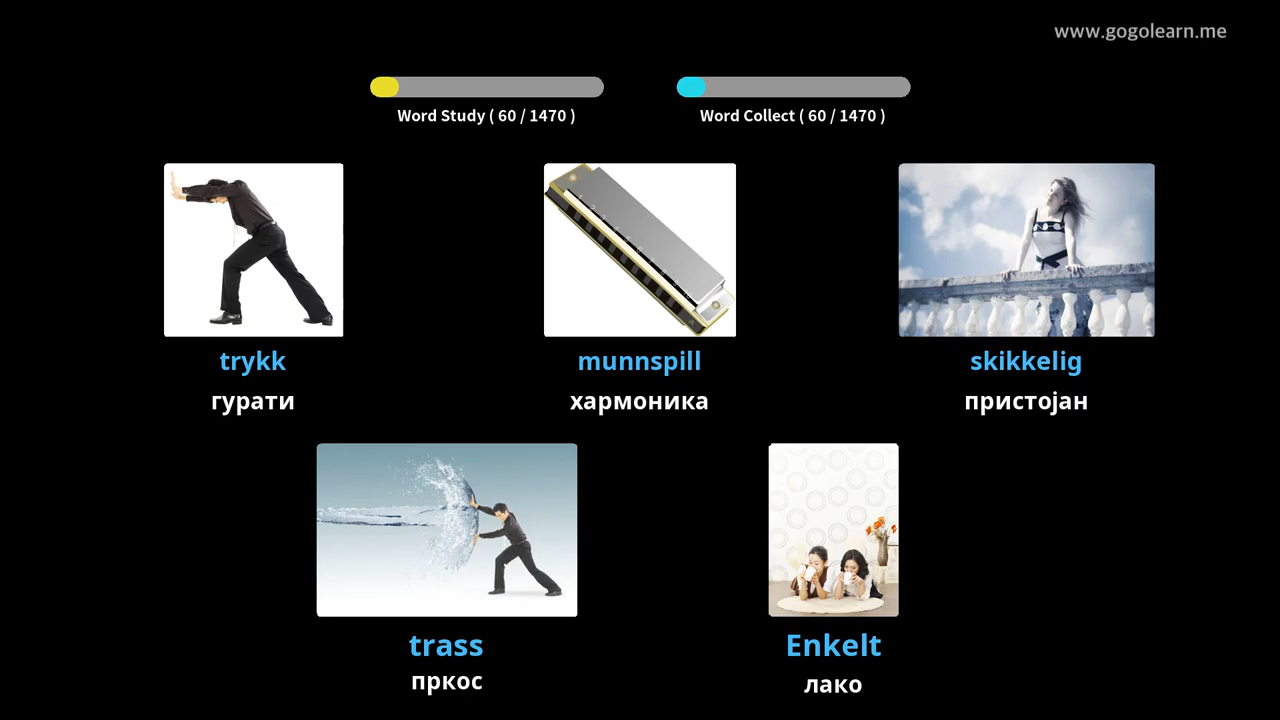 www.gogolearn.me
Word Study ( 60 / 1470 )
Word Collect ( 60 / 1470 )
trykk
гурати
munnspill
хармоника
skikkelig
пристојан
trass
пркос
Enkelt
лако